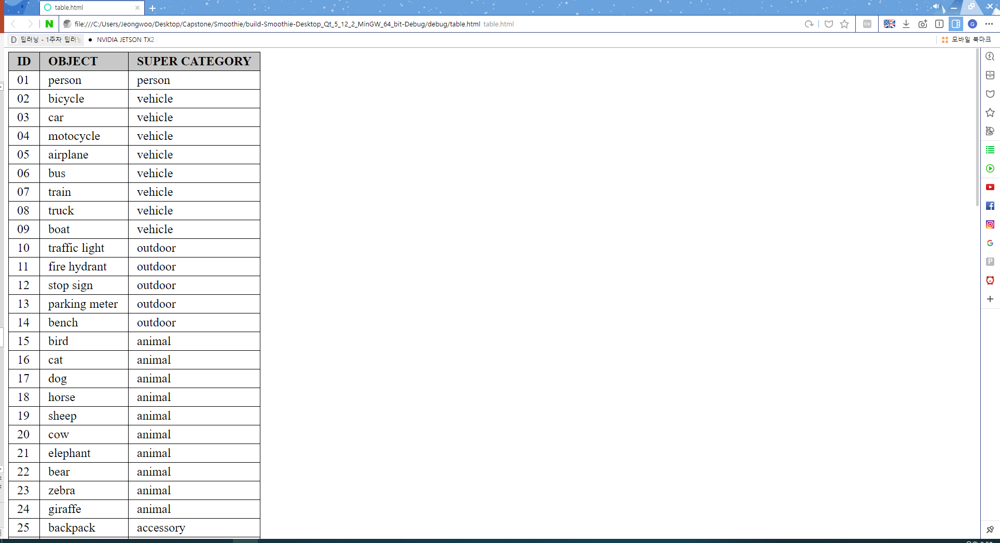 table.html
file:///C:/Users/Jeongwoo/Desktop/Capstone/Smoothie/build-Smoothie-Desktop_Qt_5_12_2_MinGW_64_bit-Debug/debug/table.html table.html
딥러닝 - 1주차 딥러닝 NVIDIA JETSON TX2 모바일 북마크
ID OBJECT SUPER CATEGORY
01 person person
02 bicycle vehicle
03 car vehicle
04 motocycle vehicle
05 airplane vehicle
06 bus vehicle
07 train vehicle
08 truck vehicle
09 boat vehicle
10 traffic light outdoor
11 fire hydrant outdoor
12 stop sign outdoor
13 parking meter outdoor
14 bench outdoor
15 bird animal
16 cat animal
17 dog animal
18 horse animal
19 sheep animal
20 cow animal
21 elephant animal
22 bear animal
23 zebra animal
24 giraffe animal
25 backpack accessory